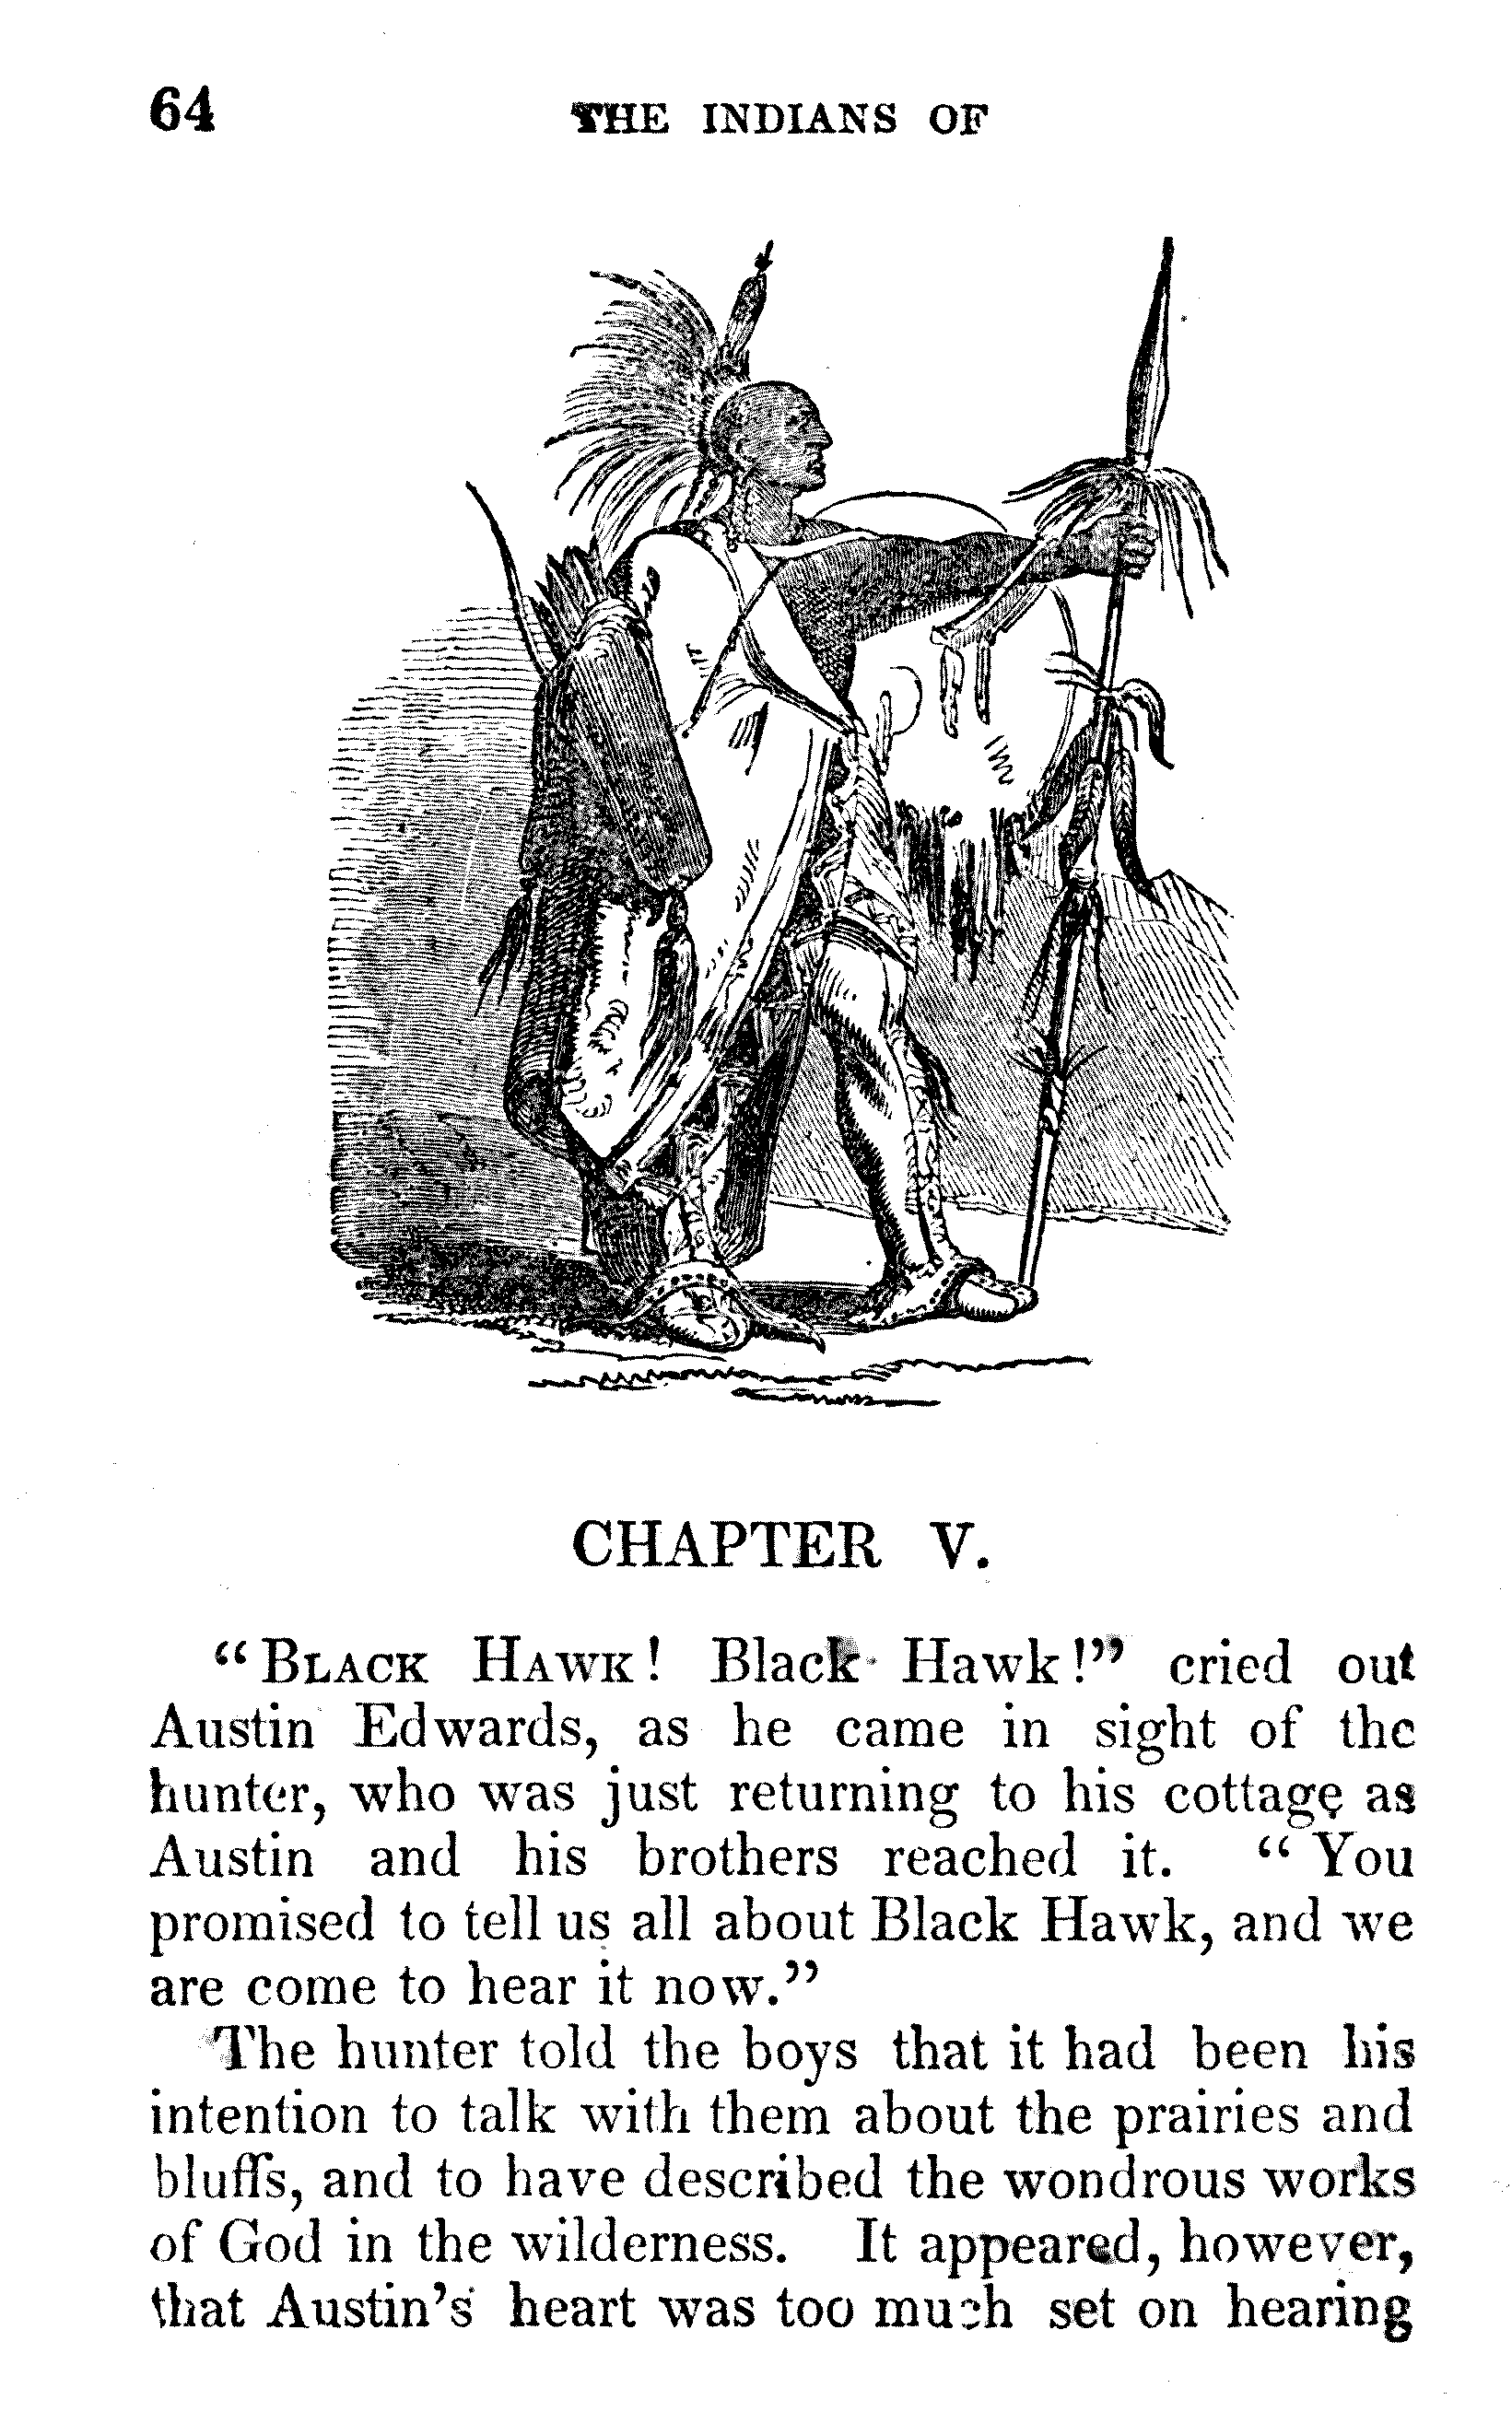 64 THE INDIANS OF
CHAPTER V.
“BLACK HAWK! Black Hawk!” cried out
Austin Edwards, as he came in sight of the
hunter, who was just returning to his cottage as
Austin and his brothers reached it. “You
promised to tell us all about Black Hawk, and we
are come to hear it now.”
The hunter told the boys that it had been his
intention to talk with them about the prairies and
bluffs, and to have described the wondrous works
of God in the wilderness. It appeared, however,
that Austin’s heart was too much set on hearing